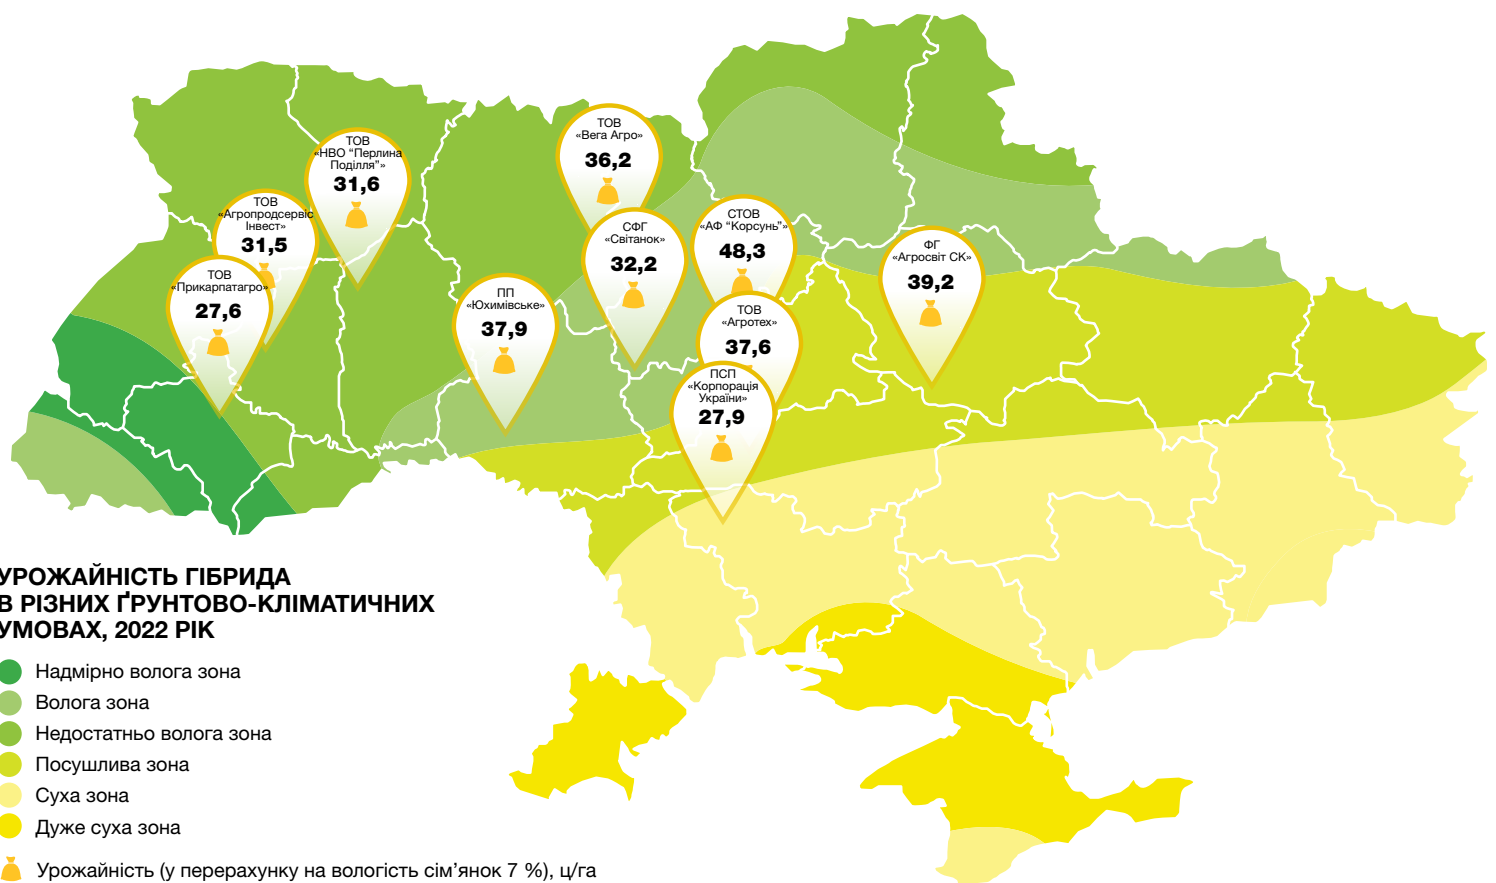 ТОВ
«Вега Агро»
36,2
ТОВ
«НВО "Перлина
Поділля"»
31,6
ТОВ
«Агропродсервіс
Інвест»
31,5
ТОВ
«Прикарпатагро»
27,6
ПП
«Юхимівське»
37,9
СФГ
«Світанок»
32,2
СТОВ
«АФ "Корсунь"»
48,3
ФГ
«Агросвіт СК»
39,2
ТОВ
«Агротех»
37,6
ПСП
«Корпорація
України»
27,9
УРОЖАЙНІСТЬ ГІБРИДА
В РІЗНИХ ҐРУНТОВО-КЛІМАТИЧНИХ
УМОВАХ, 2022 РІК
Надмірно волога зона
Волога зона
Недостатньо волога зона
Посушлива зона
Суха зона
Дуже суха зона
Урожайність (у перерахунку на вологість сім’янок 7 %), ц/га